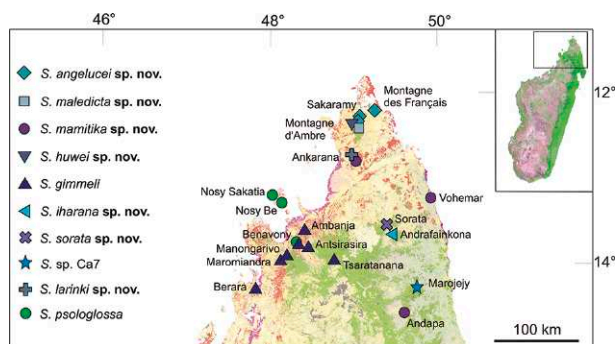 46°
48°
50°
S. angelucei sp. nov.
S. maledicta sp. nov.
S. mamitika sp. nov.
S. huwei sp. nov.
S. gimmeli
S. iharana sp. nov.
S. sorata sp. nov.
S. sp. Ca7
S. larinki sp. nov.
S. psologlossa
Montagne
des Français
Sakaramy
Montagne
d'Ambre
Ankarana
Nosy Sakatia
Nosy Be
Vohemar
Sorata
Andrafainkona
Benavony
Ambanja
Manongarivo
Antsirasira
Maromiandra
Tsaratanana
Berara
Marojejy
Andapa
12°
14°
100 km